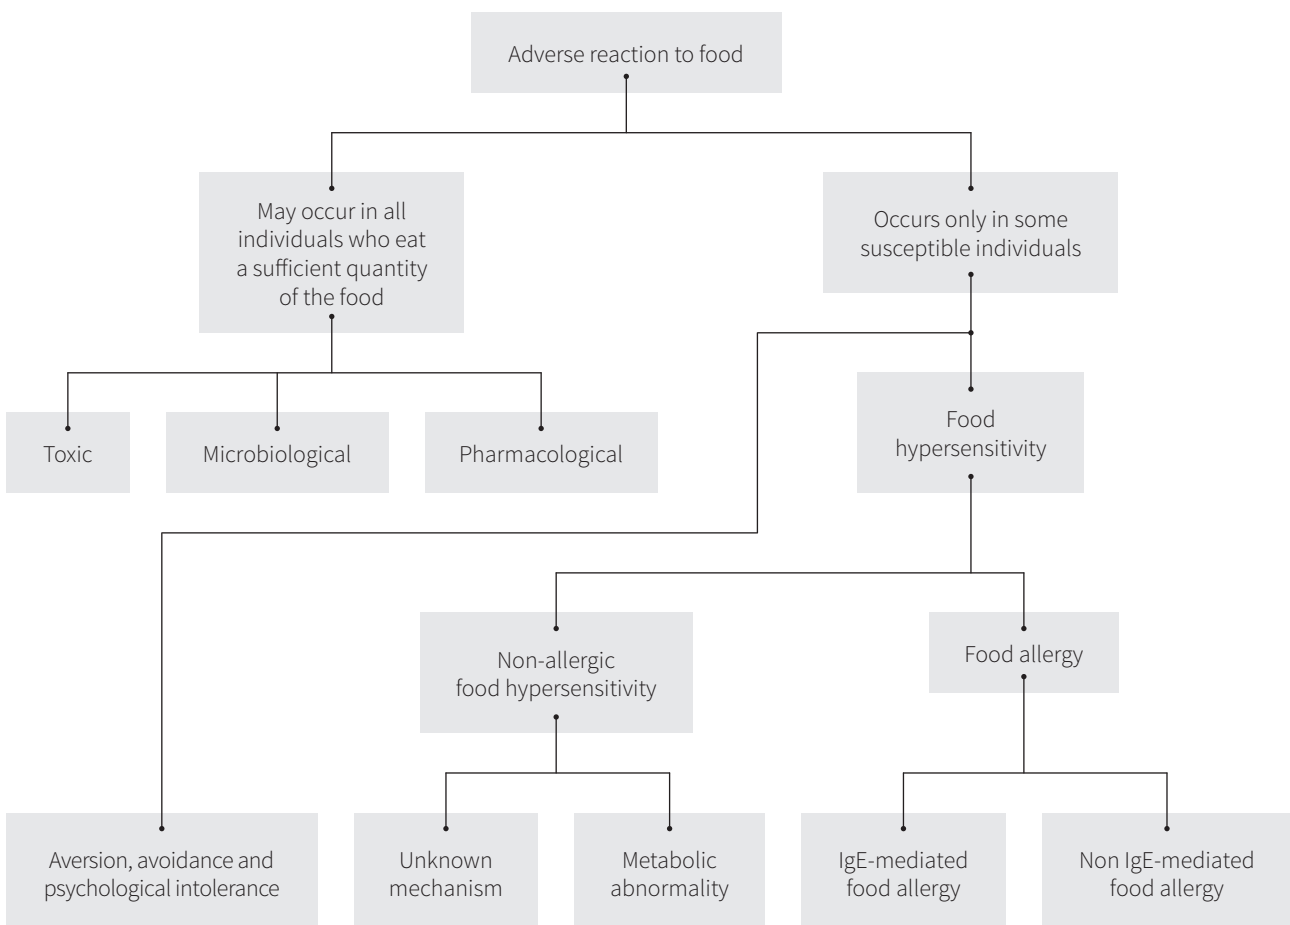 Adverse reaction to food
May occur in all
individuals who eat
a sufficient quantity
of the food
Occurs only in some
susceptible individuals
Toxic
Microbiological
Pharmacological
Food
hypersensitivity
Non-allergic
food hypersensitivity
Food allergy
Aversion, avoidance and
psychological intolerance
Unknown
mechanism
Metabolic
abnormality
IgE-mediated
food allergy
Non IgE-mediated
food allergy